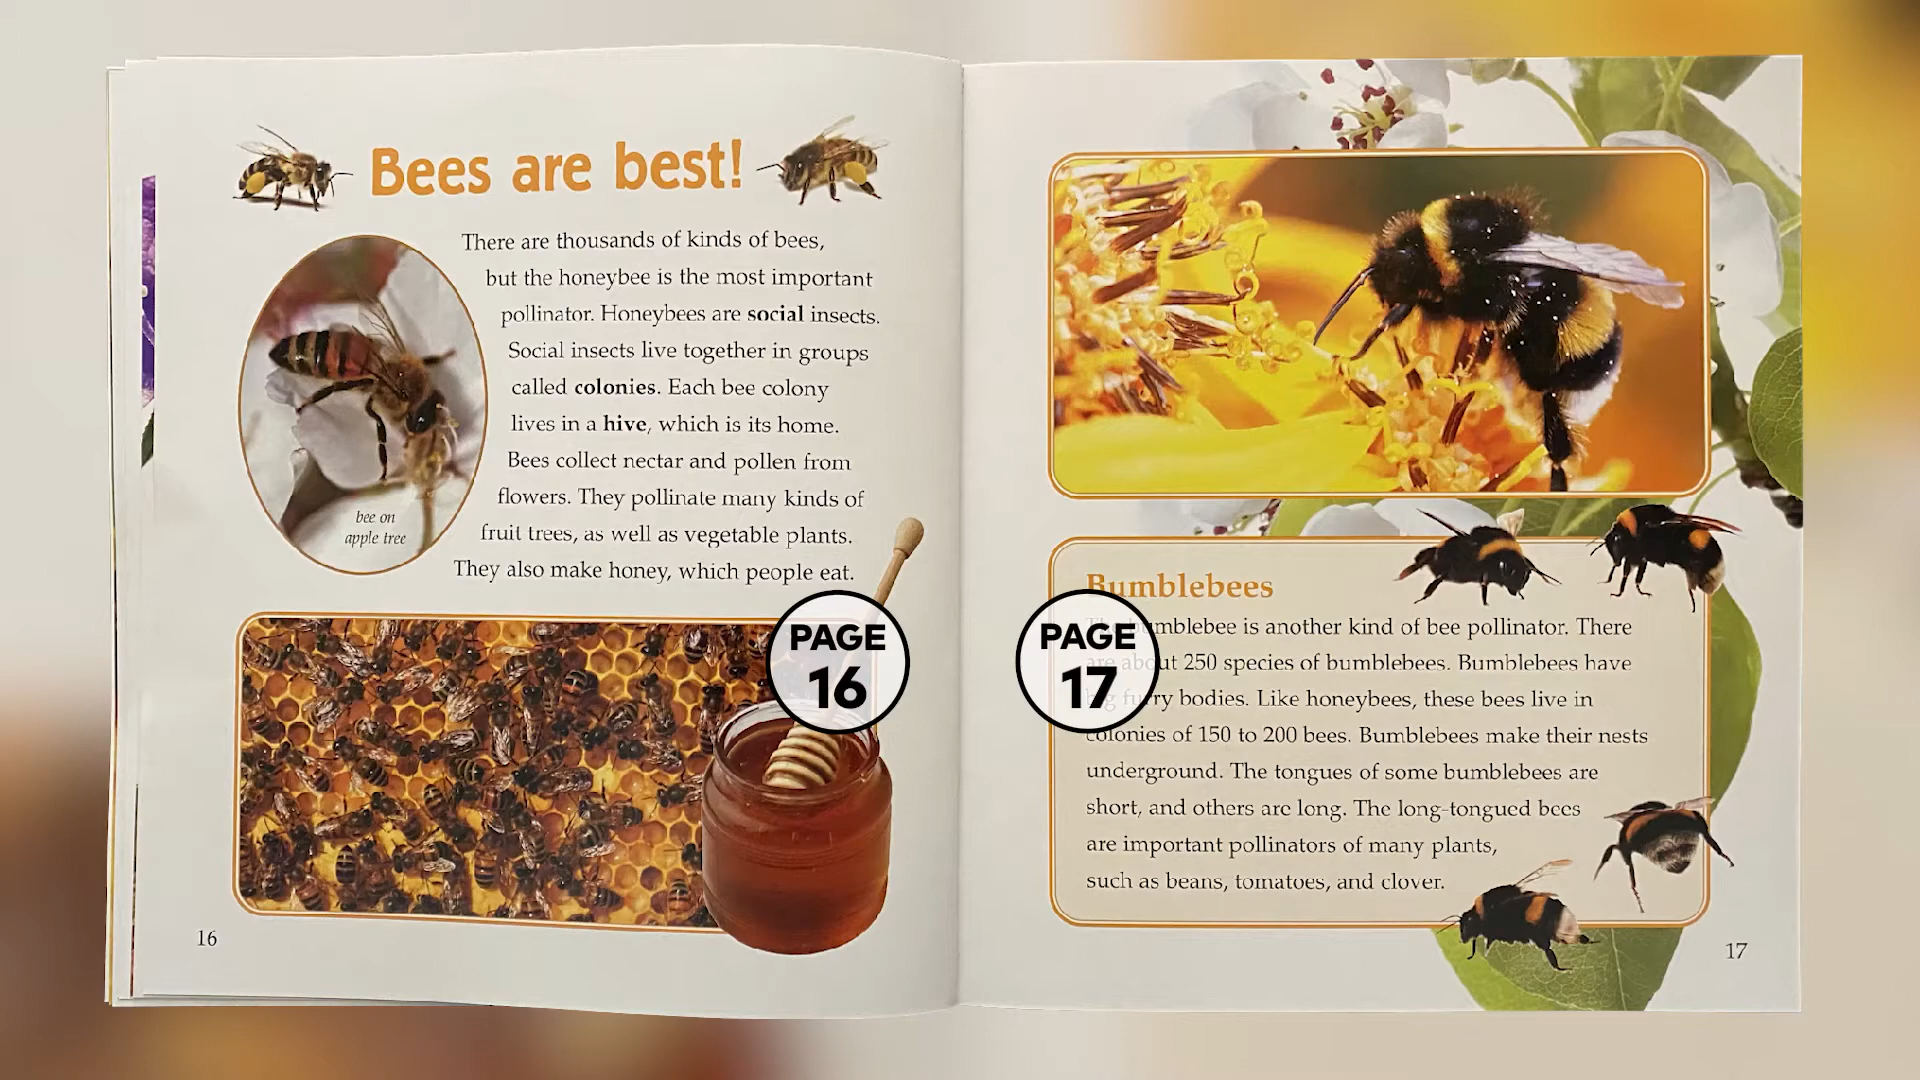 Bees are best!
There are thousands of kinds of bees,
but the honeybee is the most important
pollinator. Honeybees are social insects.
Social insects live together in groups
called colonies. Each bee colony
lives in a hive, which is its home.
Bees collect nectar and pollen from
flowers. They pollinate many kinds of
fruit trees, as well as vegetable plants.
They also make honey, which people eat.
bee on
apple tree
PAGE
16
16
PAGE
17
Bumblebees
The bumblebee is another kind of bee pollinator. There
are about 250 species of bumblebees. Bumblebees have
big furry bodies. Like honeybees, these bees live in
colonies of 150 to 200 bees. Bumblebees make their nests
underground. The tongues of some bumblebees are
short, and others are long. The long-tongued bees
are important pollinators of many plants,
such as beans, tomatoes, and clover.
17